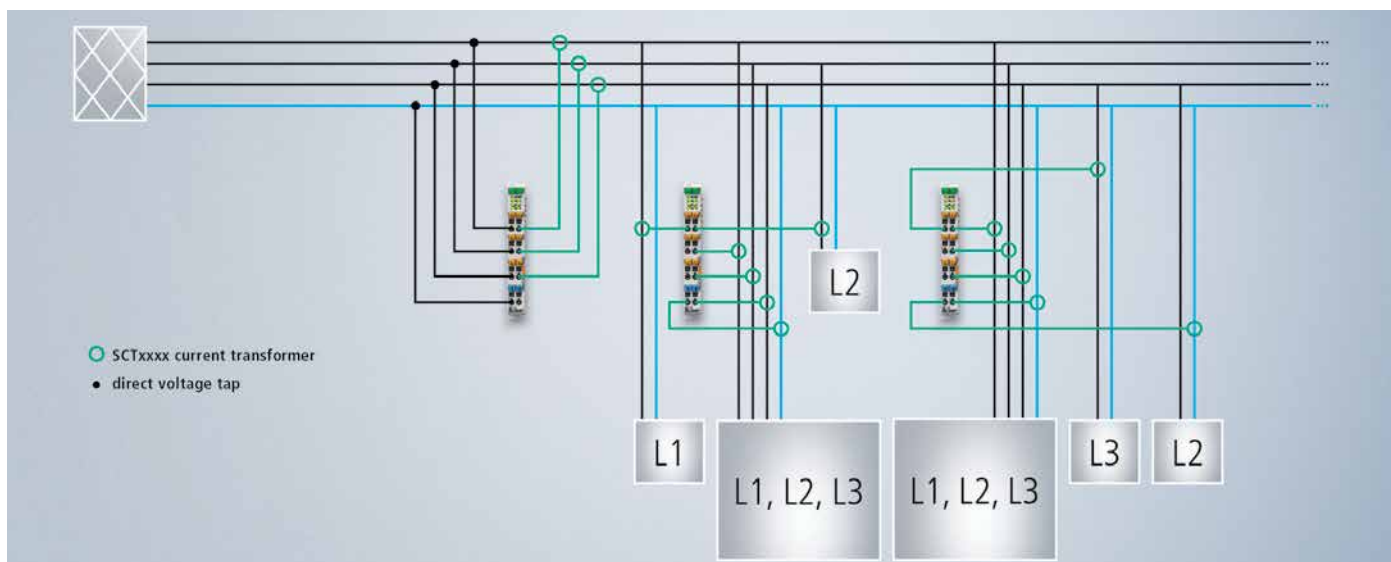 ...
...
...
...
L2
SCTxxxx current transformer
direct voltage tap
L1
L1, L2, L3
L1, L2, L3
L3
L2